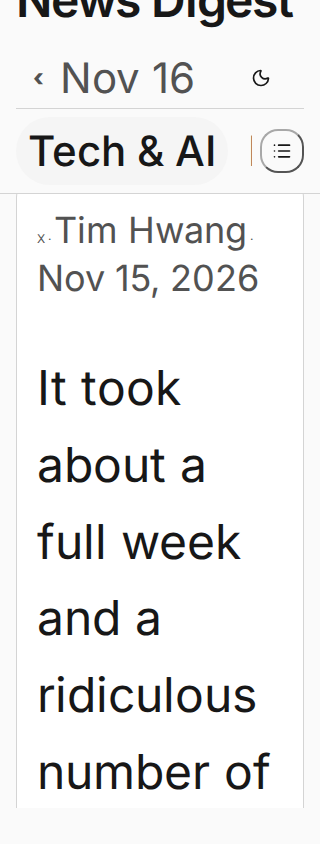 News Digest
‹ Nov 16
Tech & AI
x · Tim Hwang ·
Nov 15, 2026
It took
about a
full week
and a
ridiculous
number of